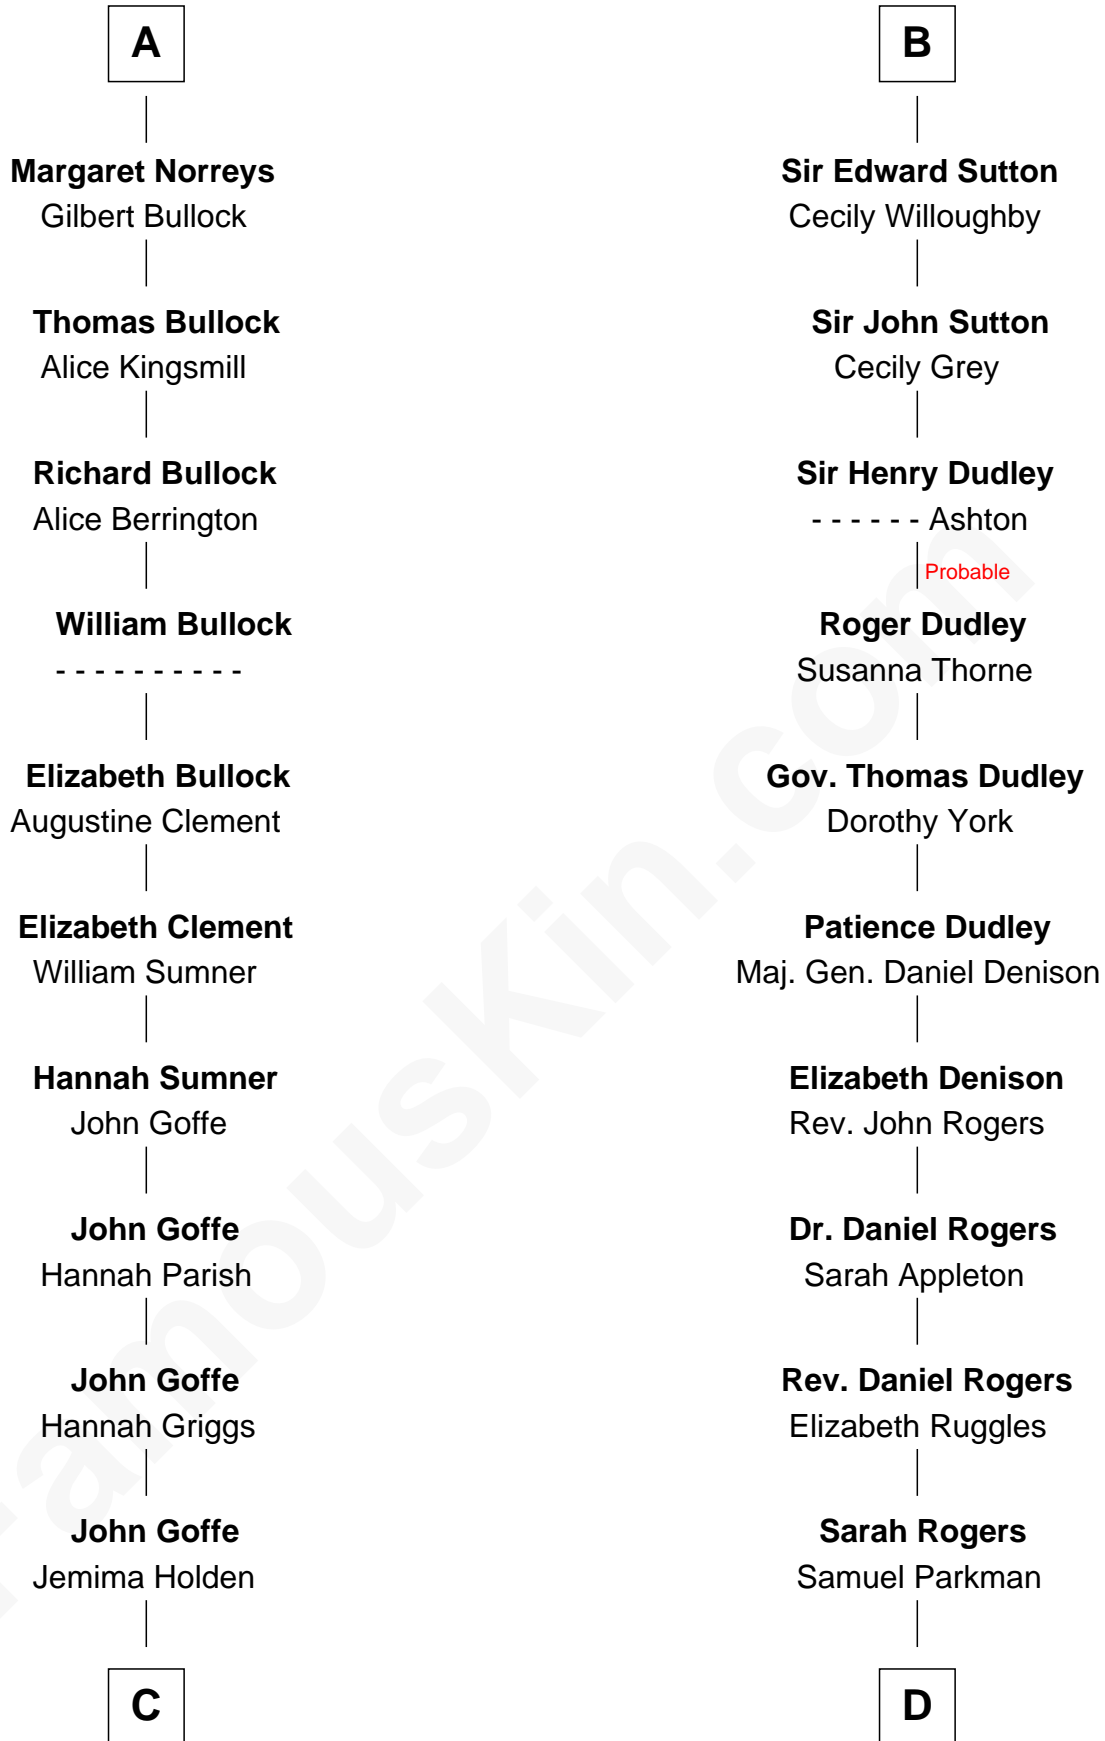 A
Margaret Norreys
Gilbert Bullock
Thomas Bullock
Alice Kingsmill
Richard Bullock
Alice Berrington
William Bullock
- - - - - - - - - -
Elizabeth Bullock
Augustine Clement
Elizabeth Clement
William Sumner
Hannah Sumner
John Goffe
John Goffe
Hannah Parish
John Goffe
Hannah Griggs
John Goffe
Jemima Holden
C
B
Sir Edward Sutton
Cecily Willoughby
Sir John Sutton
Cecily Grey
Sir Henry Dudley
- - - - - - Ashton
Probable
Roger Dudley
Susanna Thorne
Gov. Thomas Dudley
Dorothy York
Patience Dudley
Maj. Gen. Daniel Denison
Elizabeth Denison
Rev. John Rogers
Dr. Daniel Rogers
Sarah Appleton
Rev. Daniel Rogers
Elizabeth Ruggles
Sarah Rogers
Samuel Parkman
D
FamousKin.com